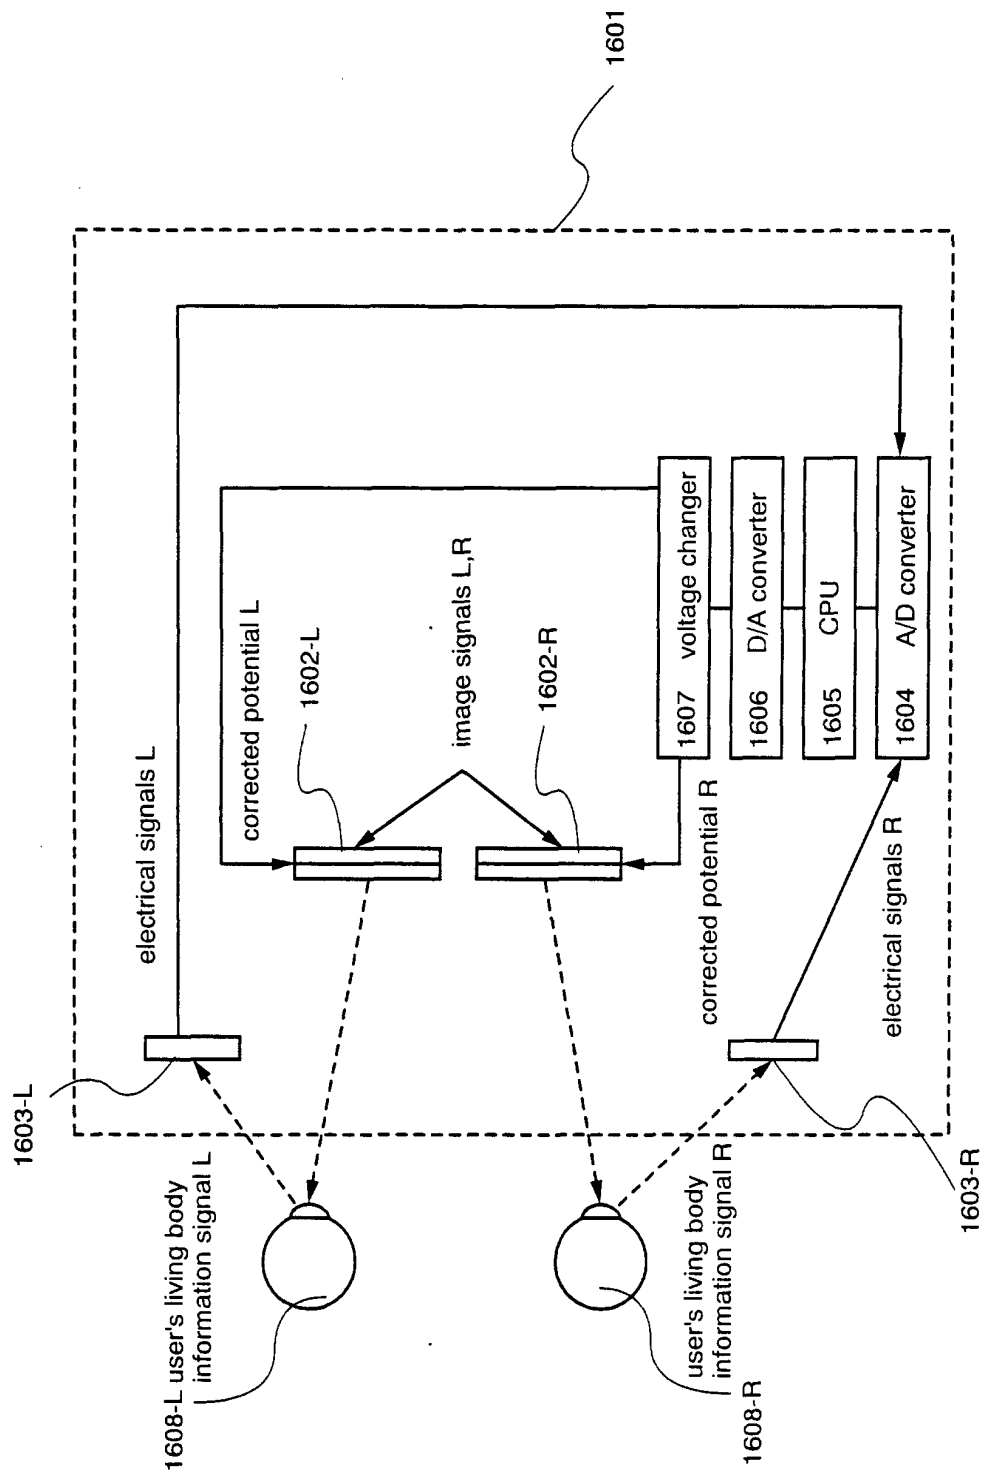 1601
1603-L
electrical signals L
corrected potential L
1602-L
image signals L,R
1602-R
1607 voltage changer
1606 D/A converter
1605 CPU
1604 A/D converter
corrected potential R
electrical signals R
1603-R
1608-L user's living body
information signal L
user's living body
information signal R
1608-R